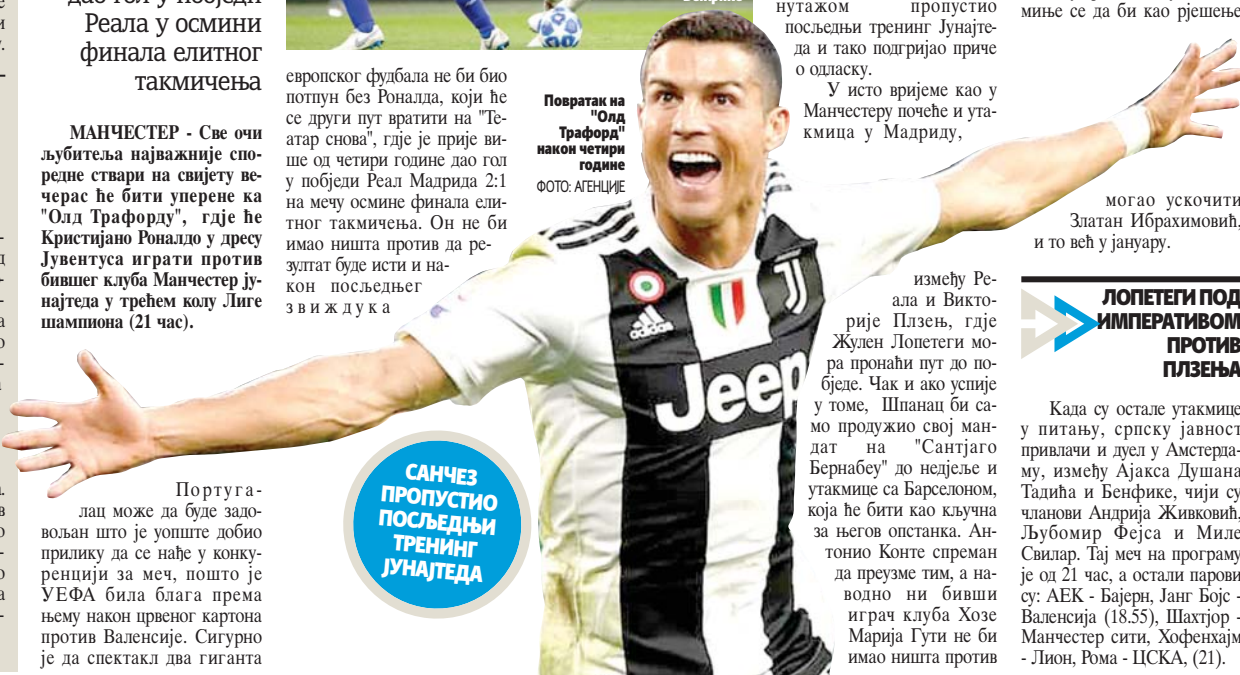 Реала у осмини
финала елитног
такмичења
МАНЧЕСТЕР - Све очи
љубитеља најважније спо-
редне ствари на свијету ве-
черас ће бити уперене ка
"Олд Трафорду", гдје ће
Кристијано Роналдо у дресу
Јувентуса играти против
бившег клуба Манчестер ју-
најтеда у трећем колу Лиге
шампиона (21 час).
Португа-
лац може да буде задо-
вољан што је уопште добио
прилику да се нађе у конку-
ренцији за меч, пошто је
УЕФА била блага према
њему након црвеног картона
против Валенсије. Сигурно
је да спектакл два гиганта
европског фудбала не би био
потпун без Роналда, који ће
се други пут вратити на "Те-
атар снова", гдје је прије ви-
ше од четири године дао гол
у побједи Реал Мадрида 2:1
на мечу осмине финала ели-
тног такмичења. Он не би
имао ништа против да ре-
зултат буде исти и на-
кон посљедњег
звиждука
Повратак на
"Олд
Трафорд"
након четири
године
ФОТО: АГЕНЦИЈЕ
adidas
Jeep
САНЧЕЗ
ПРОПУСТИО
ПОСЉЕДЊИ
ТРЕНИНГ
ЈУНАЈТЕДА
нутажом пропустио
посљедњи тренинг Јунајте-
да и тако подгријао приче
о одласку.
У исто вријеме као у
Манчестеру почеће и ута-
кмица у Мадриду,
између Ре-
ала и Викто-
рије Плзењ, гдје
Жулен Лопетеги мо-
ра пронаћи пут до по-
бједе. Чак и ако успије
у томе, Шпанац би са-
мо продужио свој ман-
дат на "Сантјаго
Бернабеу" до недјеље и
утакмице са Барселоном,
која ће бити као кључна
за његов опстанка. Ан-
тонио Конте спреман
да преузме тим, а на-
водно ни бивши
играч клуба Хозе
Марија Гути не би
имао ништа против
миње се да би као рјешење
могао ускочити
Златан Ибрахимовић,
и то већ у јануару.
ЛОПЕТЕГИ ПОД
ИМПЕРАТИВОМ
ПРОТИВ
ПЛЗЕЊА
Када су остале утакмице
у питању, српску јавност
привлачи и дуел у Амстерда-
му, између Ајакса Душана
Тадића и Бенфике, чији су
чланови Андрија Живковић,
Љубомир Фејса и Миле
Свилар. Тај меч на програму
је од 21 час, а остали парови
су: АЕК - Бајерн, Јанг Бојс -
Валенсија (18.55), Шахтјор -
Манчестер сити, Хофенхајм
- Лион, Рома - ЦСКА, (21).